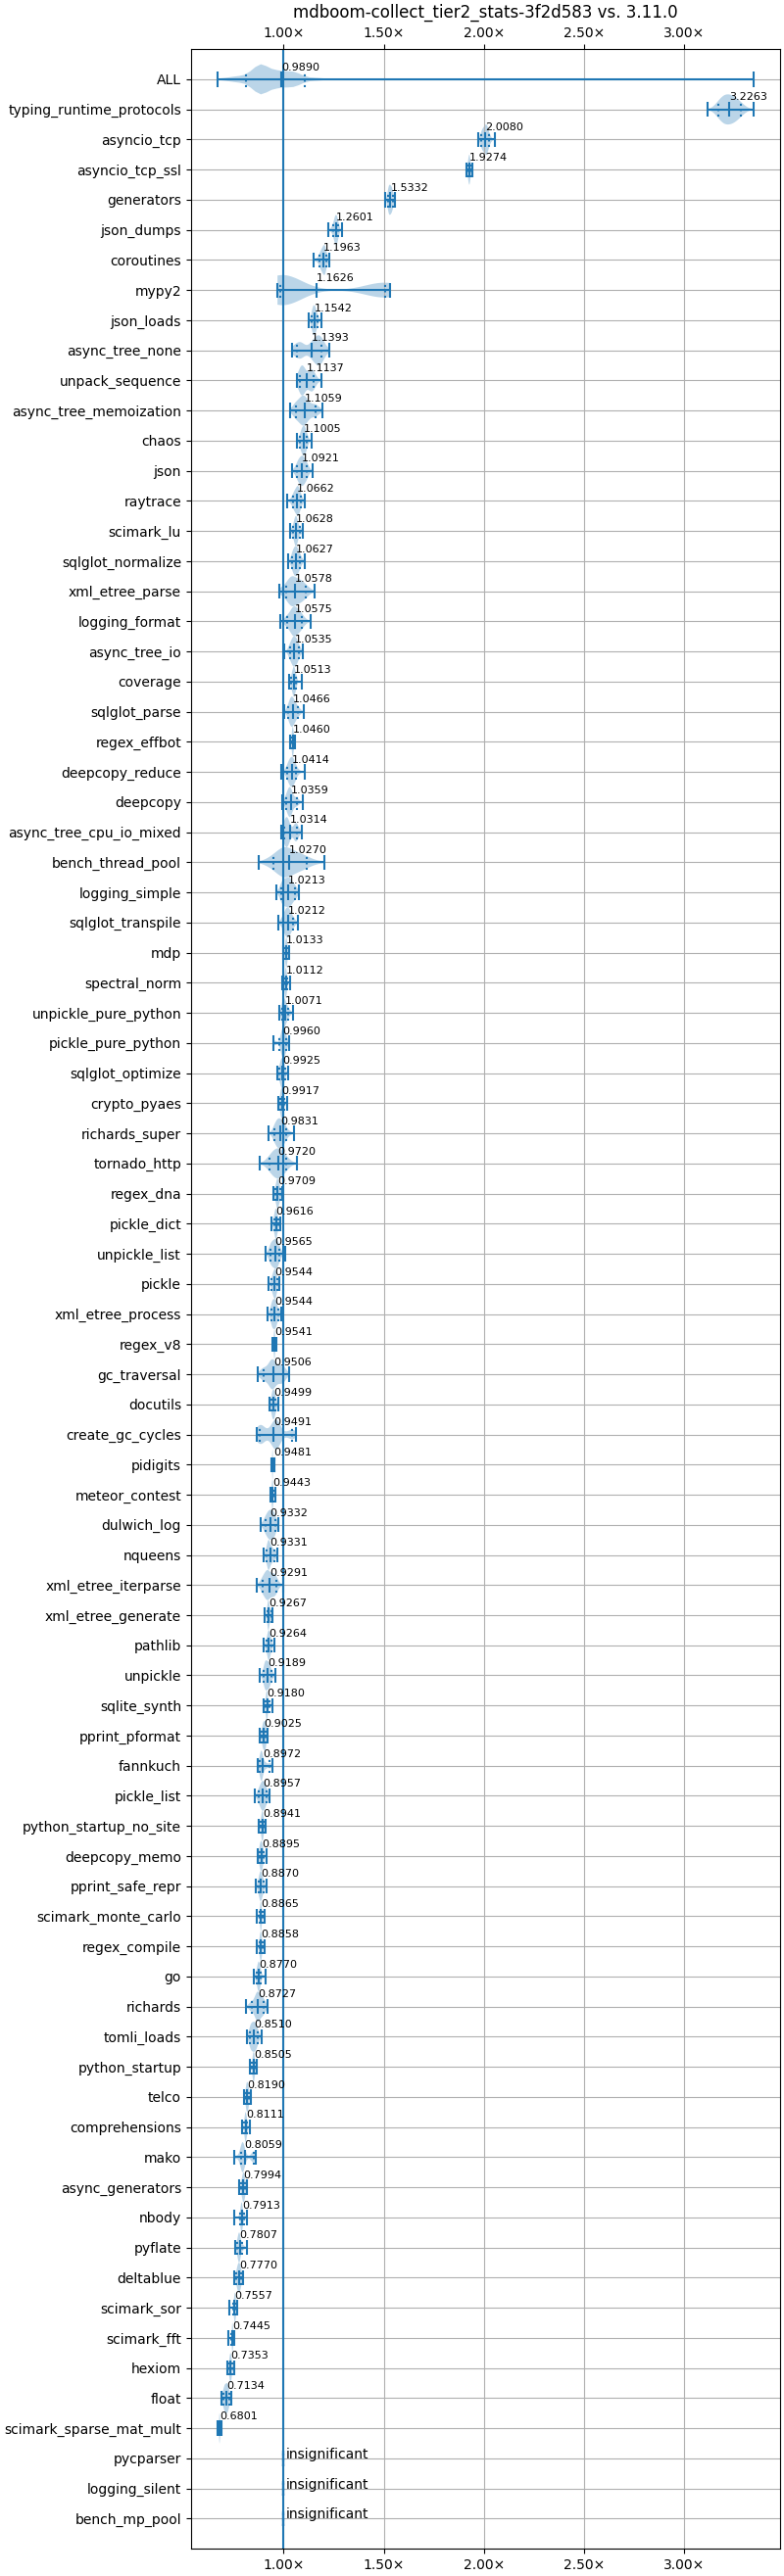 mdboom-collect_tier2_stats-3f2d583 vs. 3.11.0
1.00× 1.50× 2.00× 2.50× 3.00×
ALL 0.9890
typing_runtime_protocols 3.2263
asyncio_tcp 2.0080
asyncio_tcp_ssl 1.9274
generators 1.5332
json_dumps 1.2601
coroutines 1.1963
mypy2 1.1626
json_loads 1.1542
async_tree_none 1.1393
unpack_sequence 1.1137
async_tree_memoization 1.1059
chaos 1.1005
json 1.0921
raytrace 1.0662
scimark_lu 1.0628
sqlglot_normalize 1.0627
xml_etree_parse 1.0578
logging_format 1.0575
async_tree_io 1.0535
coverage 1.0513
sqlglot_parse 1.0466
regex_effbot 1.0460
deepcopy_reduce 1.0414
deepcopy 1.0359
async_tree_cpu_io_mixed 1.0314
bench_thread_pool 1.0270
logging_simple 1.0213
sqlglot_transpile 1.0212
mdp 1.0133
spectral_norm 1.0112
unpickle_pure_python 1.0071
pickle_pure_python 0.9960
sqlglot_optimize 0.9925
crypto_pyaes 0.9917
richards_super 0.9831
tornado_http 0.9720
regex_dna 0.9709
pickle_dict 0.9616
unpickle_list 0.9565
pickle 0.9544
xml_etree_process 0.9544
regex_v8 0.9541
gc_traversal 0.9506
docutils 0.9499
create_gc_cycles 0.9491
pidigits 0.9481
meteor_contest 0.9443
dulwich_log 0.9332
nqueens 0.9331
xml_etree_iterparse 0.9291
xml_etree_generate 0.9267
pathlib 0.9264
unpickle 0.9189
sqlite_synth 0.9180
pprint_pformat 0.9025
fannkuch 0.8972
pickle_list 0.8957
python_startup_no_site 0.8941
deepcopy_memo 0.8895
pprint_safe_repr 0.8870
scimark_monte_carlo 0.8865
regex_compile 0.8858
go 0.8770
richards 0.8727
tomli_loads 0.8510
python_startup 0.8505
telco 0.8190
comprehensions 0.8111
mako 0.8059
async_generators 0.7994
nbody 0.7913
pyflate 0.7807
deltablue 0.7770
scimark_sor 0.7557
scimark_fft 0.7445
hexiom 0.7353
float 0.7134
scimark_sparse_mat_mult 0.6801
pycparser insignificant
logging_silent insignificant
bench_mp_pool insignificant
1.00× 1.50× 2.00× 2.50× 3.00×